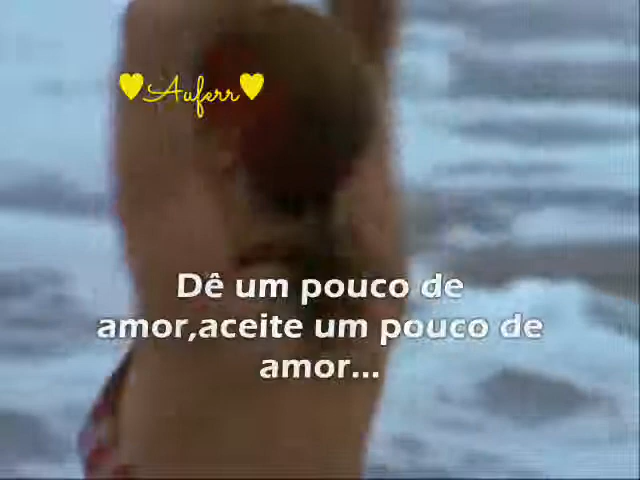 💛Auferr💛
Dê um pouco de
amor,aceite um pouco de
amor...